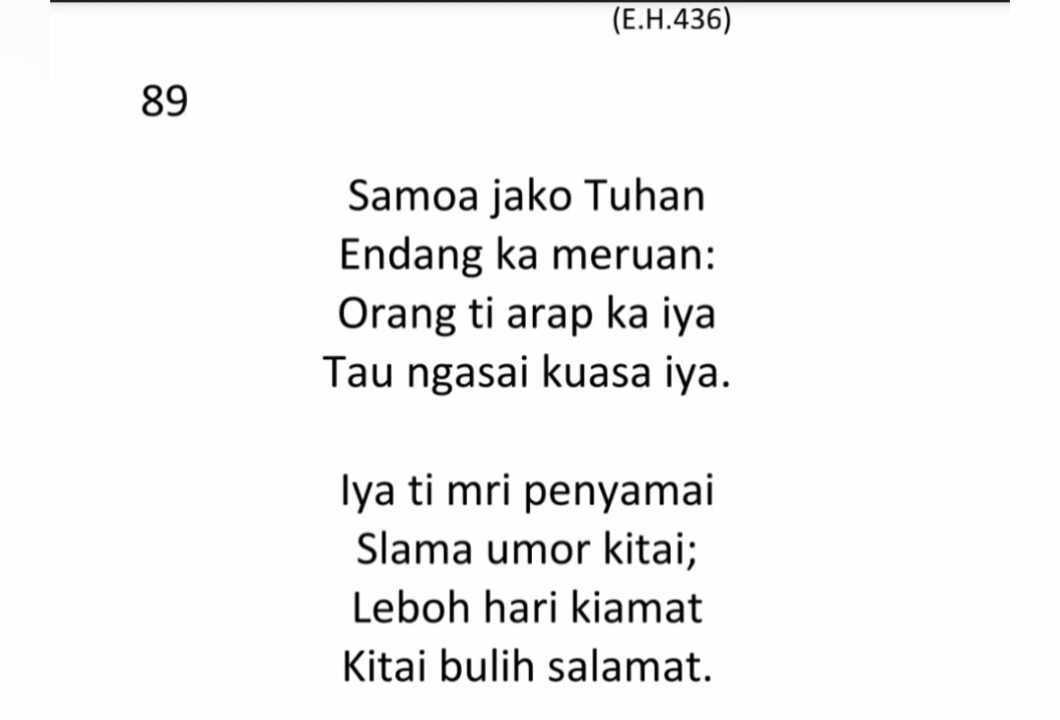 (E.H.436)
89
Samoa jako Tuhan
Endang ka meruan:
Orang ti arap ka iya
Tau ngasai kuasa iya.
Iya ti mri penyamai
Slama umor kitai;
Leboh hari kiamat
Kitai bulih salamat.